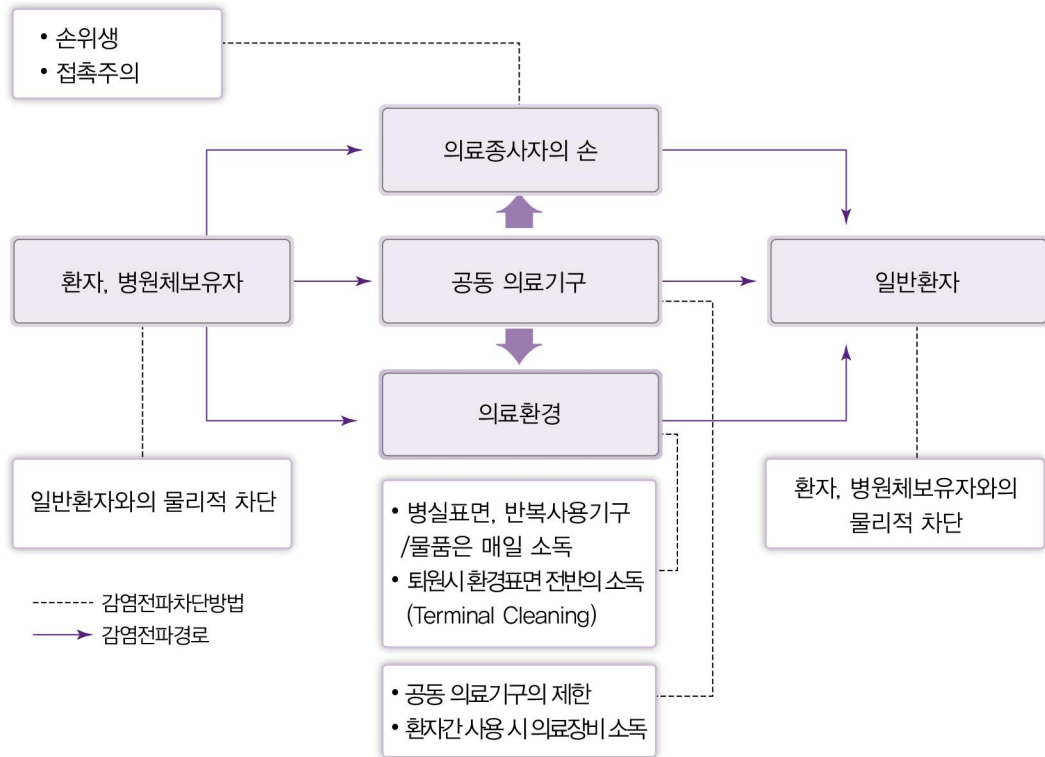 • 손위생
• 접촉주의
의료종사자의 손
환자, 병원체보유자
공동 의료기구
일반환자
의료환경
일반환자와의 물리적 차단
• 병실표면, 반복사용기구
/물품은 매일 소독
• 퇴원시 환경표면 전반의 소독
(Terminal Cleaning)
환자, 병원체보유자와의
물리적 차단
감염전파차단방법
감염전파경로
• 공동 의료기구의 제한
• 환자간 사용 시 의료장비 소독